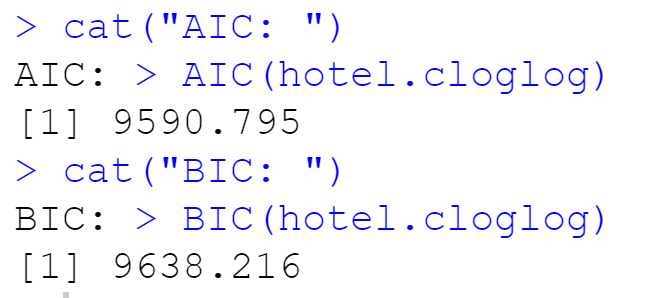 > cat("AIC: ")
AIC: > AIC(hotel.cloglog)
[1] 9590.795
> cat("BIC: ")
BIC: > BIC(hotel.cloglog)
[1] 9638.216